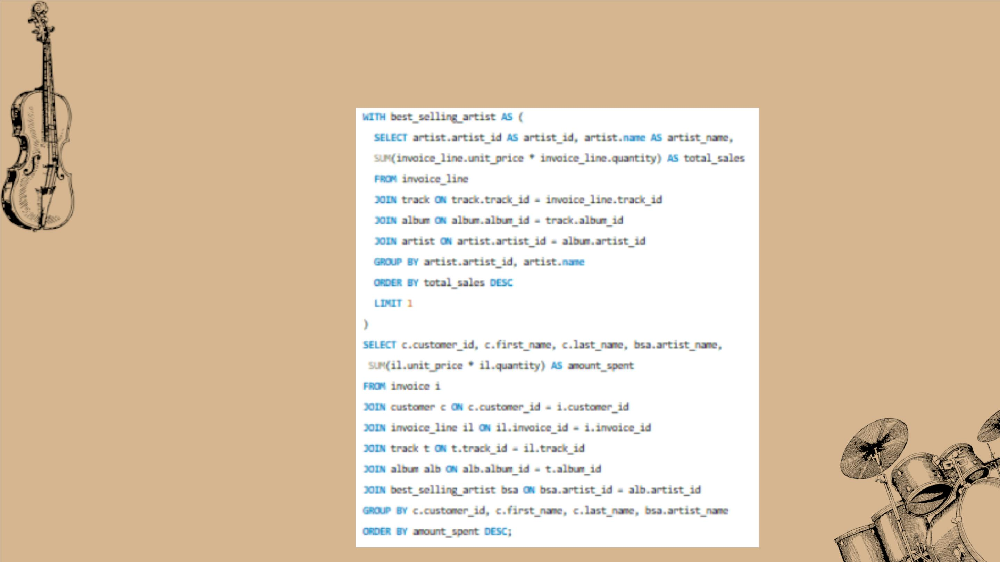 WITH best_selling_artist AS (
SELECT artist.artist_id AS artist_id, artist.name AS artist_name,
SUM(invoice_line.unit_price * invoice_line.quantity) AS total_sales
FROM invoice_line
JOIN track ON track.track_id = invoice_line.track_id
JOIN album ON album.album_id = track.album_id
JOIN artist ON artist.artist_id = album.artist_id
GROUP BY artist.artist_id, artist.name
ORDER BY total_sales DESC
LIMIT 1
)
SELECT c.customer_id, c.first_name, c.last_name, bsa.artist_name,
SUM(il.unit_price * il.quantity) AS amount_spent
FROM invoice i
JOIN customer c ON c.customer_id = i.customer_id
JOIN invoice_line il ON il.invoice_id = i.invoice_id
JOIN track t ON t.track_id = il.track_id
JOIN album alb ON alb.album_id = t.album_id
JOIN best_selling_artist bsa ON bsa.artist_id = alb.artist_id
GROUP BY c.customer_id, c.first_name, c.last_name, bsa.artist_name
ORDER BY amount_spent DESC;